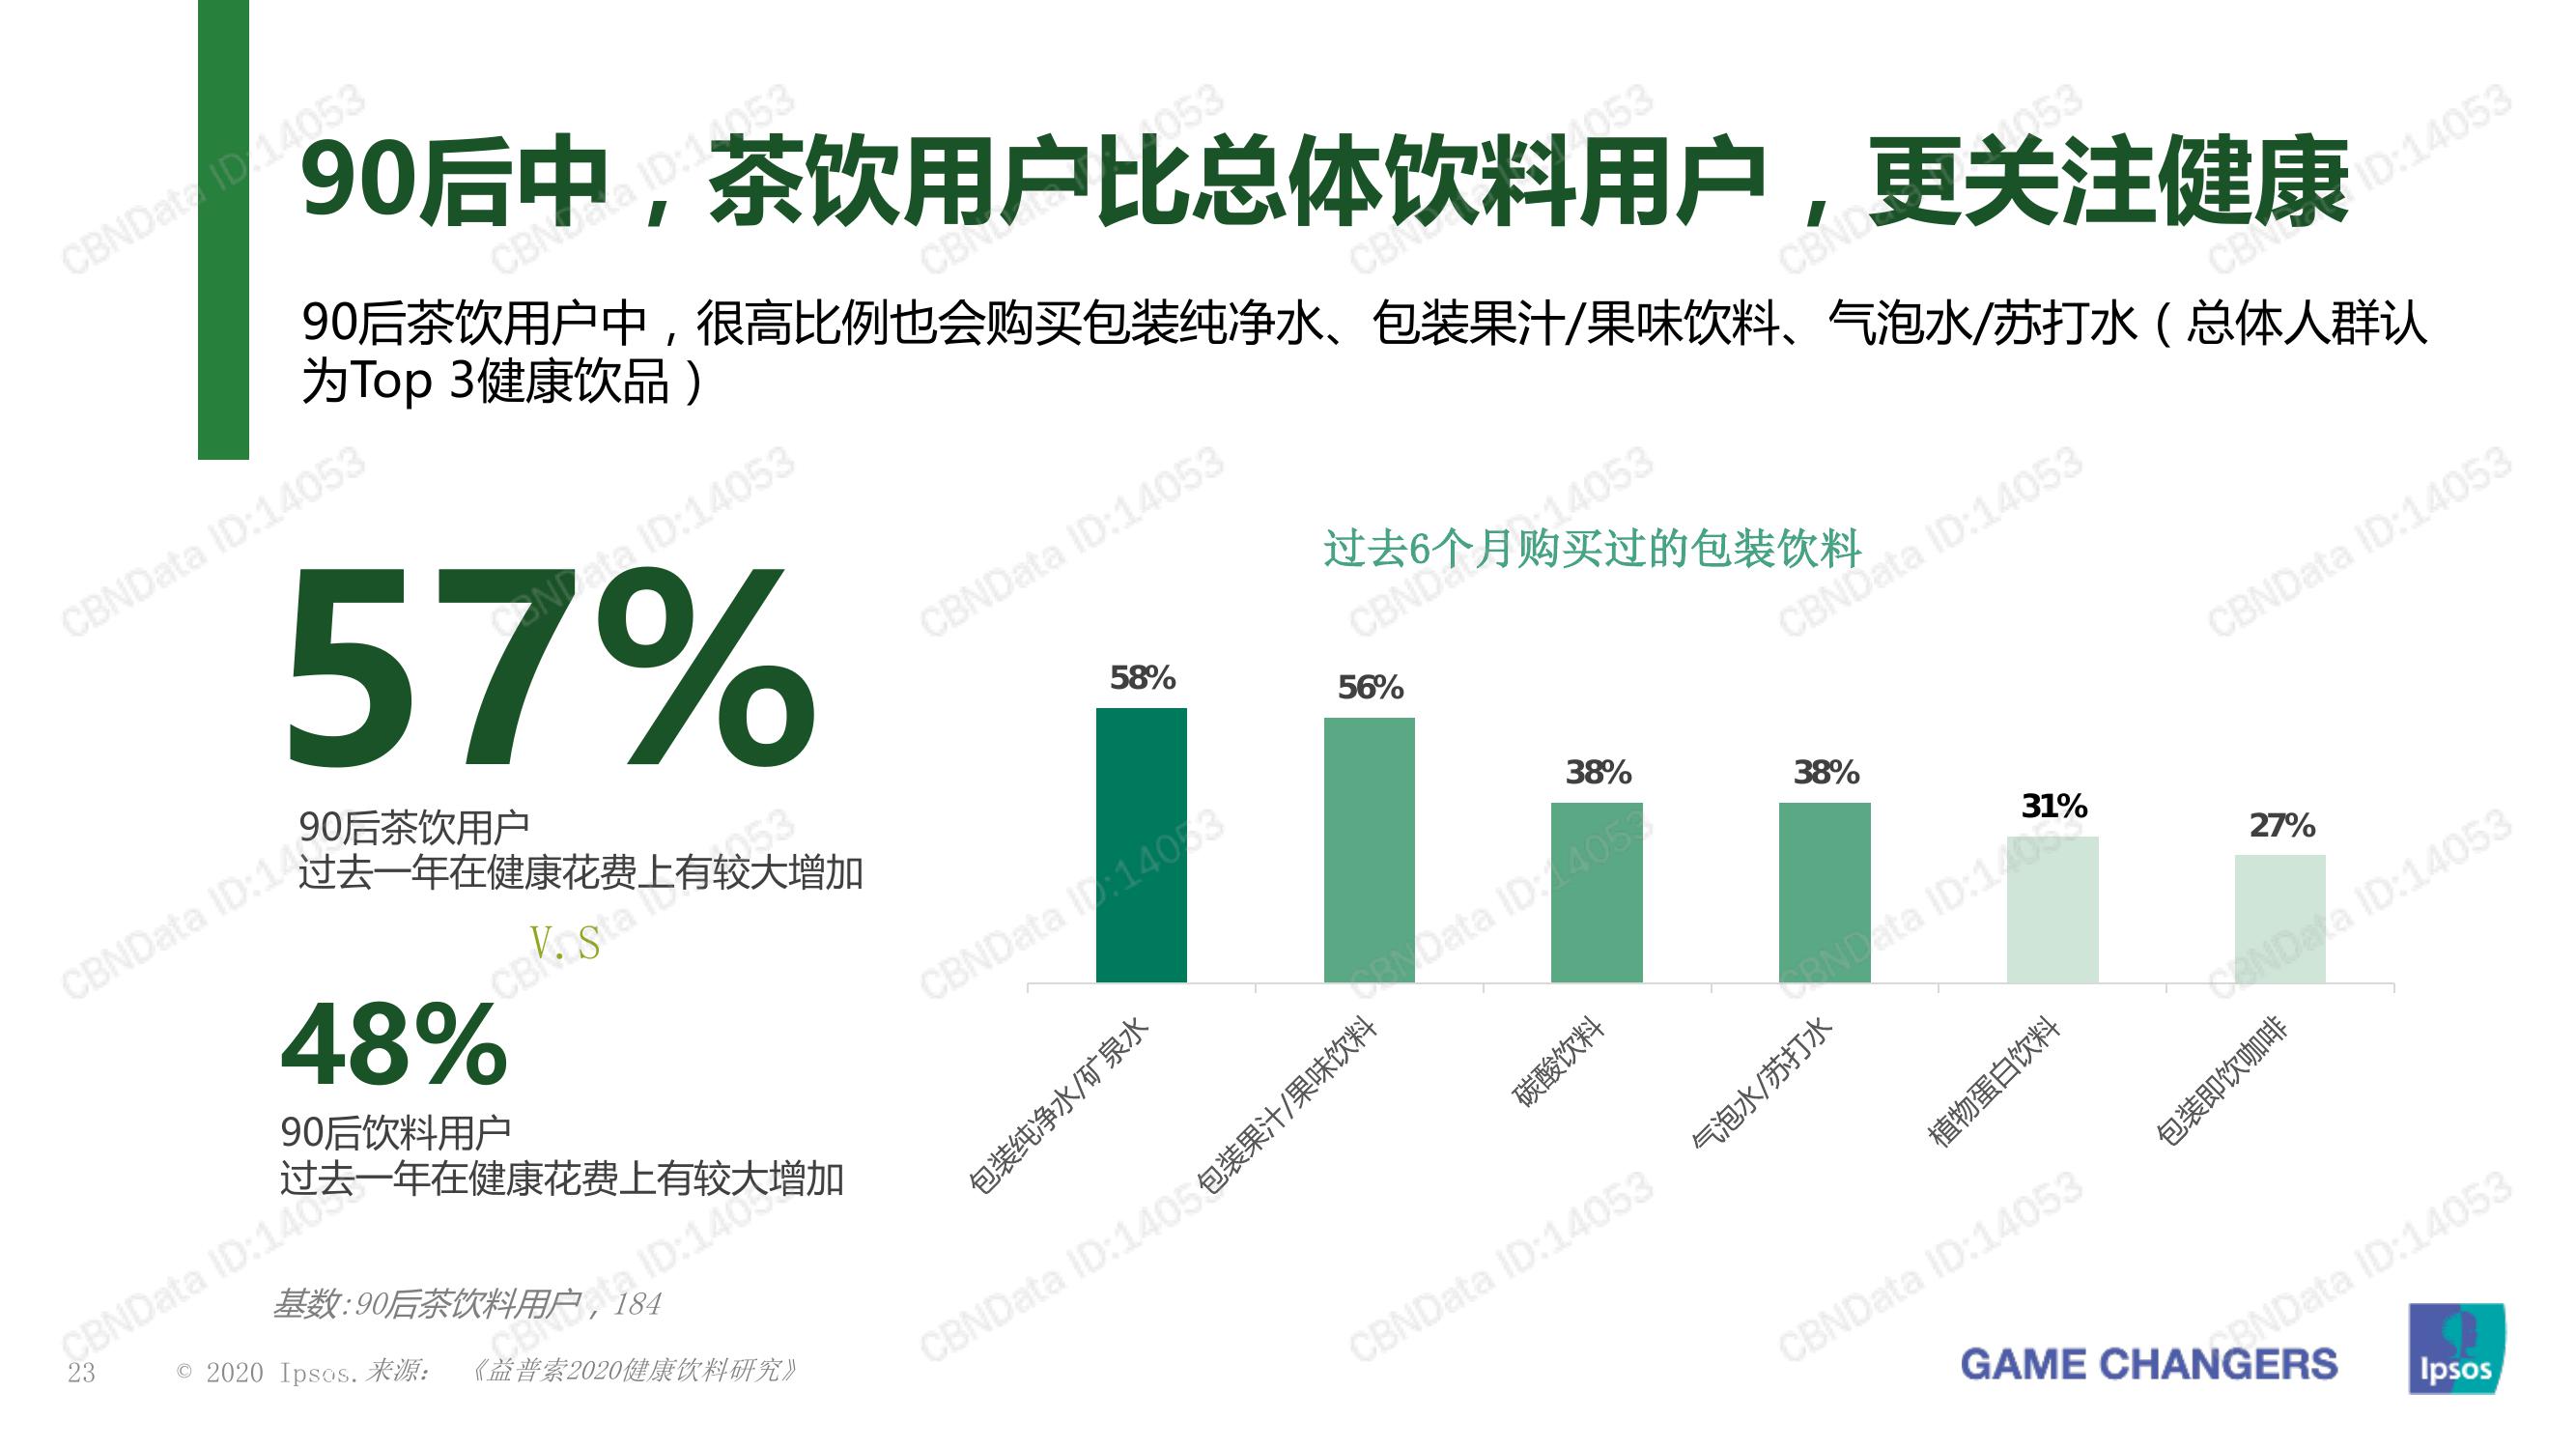 90后中，茶饮用户比总体饮料用户，更关注健康
90后茶饮用户中，很高比例也会购买包装纯净水、包装果汁/果味饮料、气泡水/苏打水（总体人群认
为Top 3健康饮品）
57%
90后茶饮用户
过去一年在健康花费上有较大增加
V.S
48%
90后饮料用户
过去一年在健康花费上有较大增加
过去6个月购买过的包装饮料
58%
56%
38%
38%
31%
27%
包装纯净水/矿泉水
包装果汁/果味饮料
碳酸饮料
气泡水/苏打水
植物蛋白饮料
包装即饮咖啡
基数:90后茶饮料用户，184
23
© 2020 Ipsos.来源： 《益普索2020健康饮料研究》
GAME CHANGERS
Ipsos
CBNData ID:14053